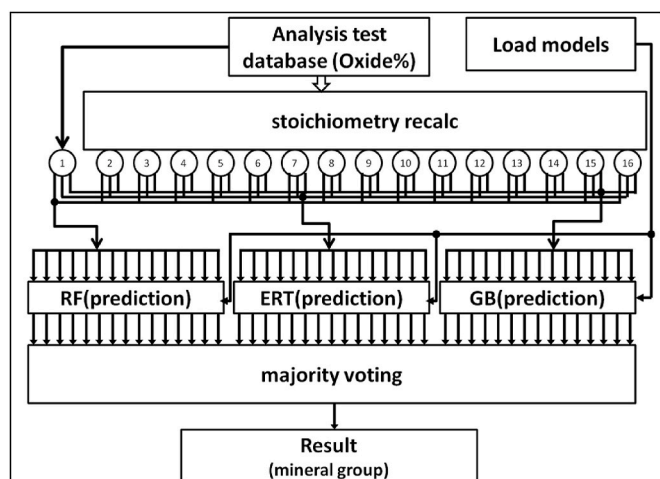 Analysis test
database (Oxide%)
Load models
stoichiometry recalc
1 2 3 4 5 6 7 8 9 10 11 12 13 14 15 16
RF(prediction) ERT(prediction) GB(prediction)
majority voting
Result
(mineral group)